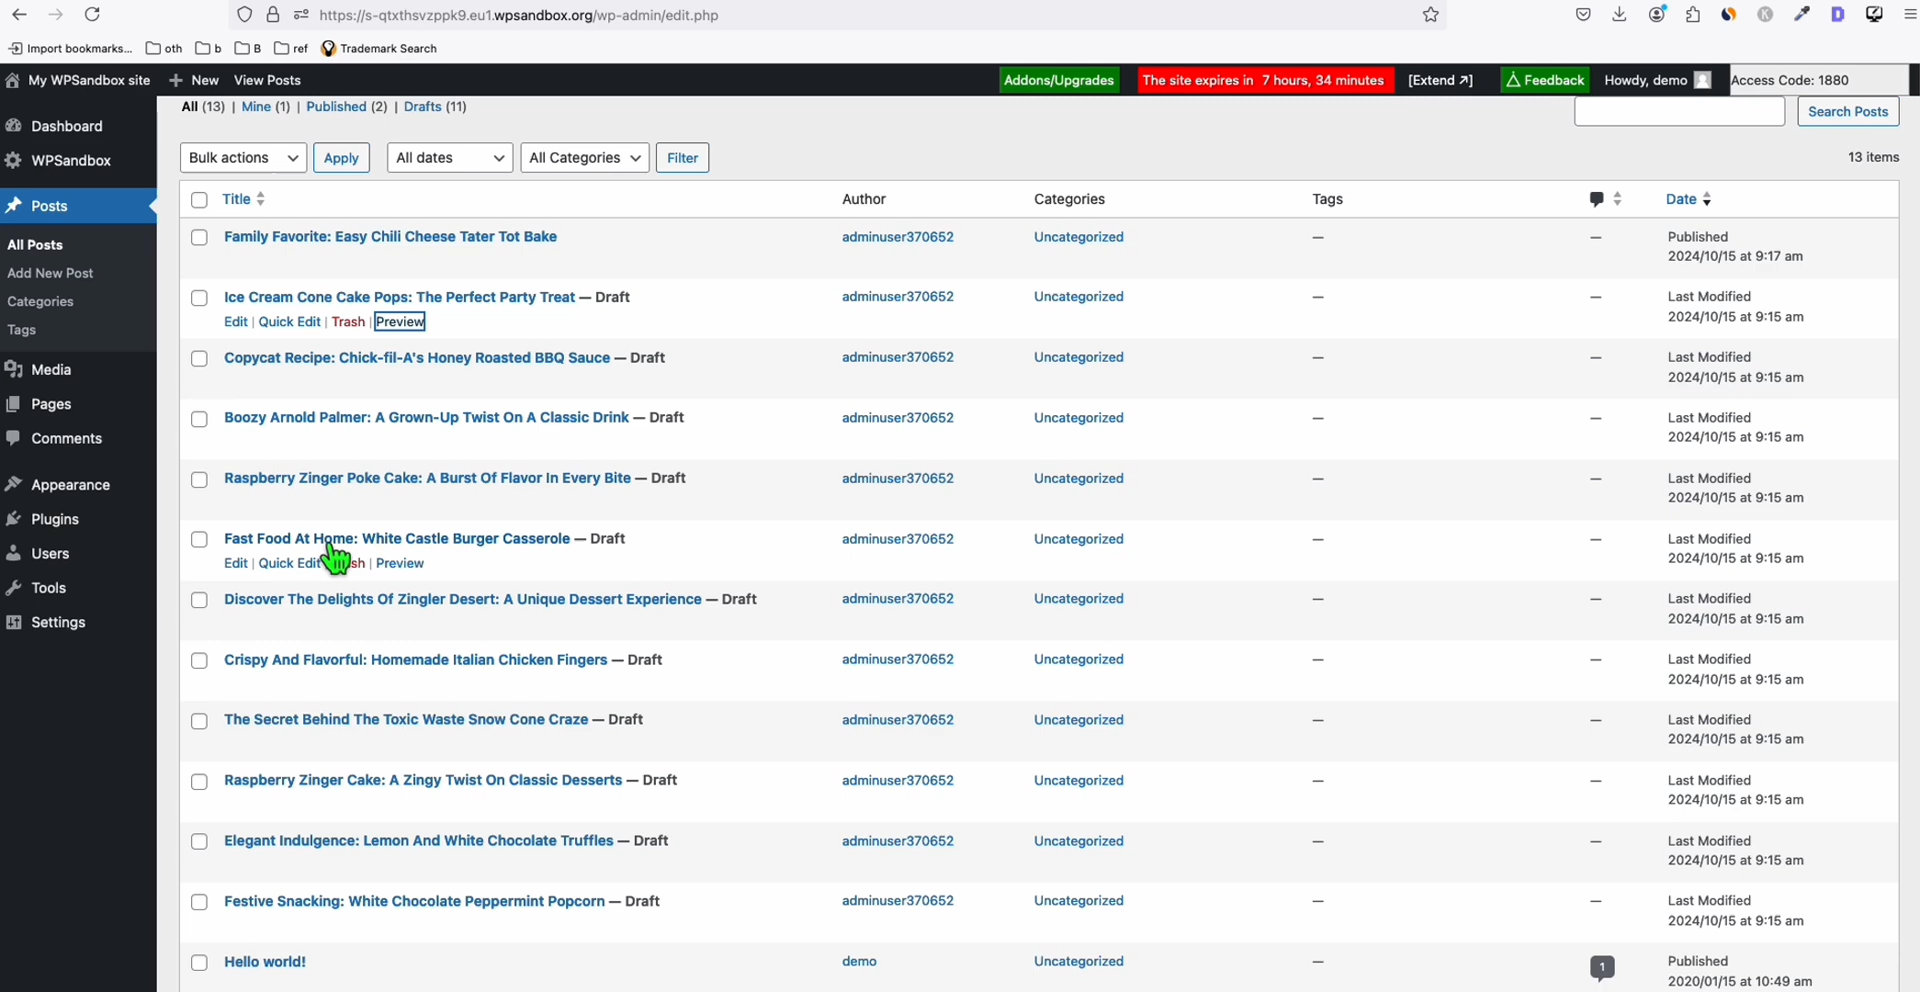 https://s-qtxthsvzppk9.eu1.wpsandbox.org/wp-admin/edit.php
Import bookmarks... oth b B ref Trademark Search
My WPSandbox site + New View Posts Addons/Upgrades The site expires in 7 hours, 34 minutes [Extend ↗] Feedback Howdy, demo Access Code: 1880
All (13) | Mine (1) | Published (2) | Drafts (11) Search Posts
Dashboard
WPSandbox
Posts
All Posts
Add New Post
Categories
Tags
Media
Pages
Comments
Appearance
Plugins
Users
Tools
Settings
Bulk actions Apply All dates All Categories Filter 13 items
Title Author Categories Tags Date
Family Favorite: Easy Chili Cheese Tater Tot Bake adminuser370652 Uncategorized — — Published
2024/10/15 at 9:17 am
Ice Cream Cone Cake Pops: The Perfect Party Treat — Draft adminuser370652 Uncategorized — — Last Modified
Edit | Quick Edit | Trash | Preview 2024/10/15 at 9:15 am
Copycat Recipe: Chick-fil-A's Honey Roasted BBQ Sauce — Draft adminuser370652 Uncategorized — — Last Modified
2024/10/15 at 9:15 am
Boozy Arnold Palmer: A Grown-Up Twist On A Classic Drink — Draft adminuser370652 Uncategorized — — Last Modified
2024/10/15 at 9:15 am
Raspberry Zinger Poke Cake: A Burst Of Flavor In Every Bite — Draft adminuser370652 Uncategorized — — Last Modified
2024/10/15 at 9:15 am
Fast Food At Home: White Castle Burger Casserole — Draft adminuser370652 Uncategorized — — Last Modified
Edit | Quick Edit sh | Preview 2024/10/15 at 9:15 am
Discover The Delights Of Zingler Desert: A Unique Dessert Experience — Draft adminuser370652 Uncategorized — — Last Modified
2024/10/15 at 9:15 am
Crispy And Flavorful: Homemade Italian Chicken Fingers — Draft adminuser370652 Uncategorized — — Last Modified
2024/10/15 at 9:15 am
The Secret Behind The Toxic Waste Snow Cone Craze — Draft adminuser370652 Uncategorized — — Last Modified
2024/10/15 at 9:15 am
Raspberry Zinger Cake: A Zingy Twist On Classic Desserts — Draft adminuser370652 Uncategorized — — Last Modified
2024/10/15 at 9:15 am
Elegant Indulgence: Lemon And White Chocolate Truffles — Draft adminuser370652 Uncategorized — — Last Modified
2024/10/15 at 9:15 am
Festive Snacking: White Chocolate Peppermint Popcorn — Draft adminuser370652 Uncategorized — — Last Modified
2024/10/15 at 9:15 am
Hello world! demo Uncategorized — 1 Published
2020/01/15 at 10:49 am